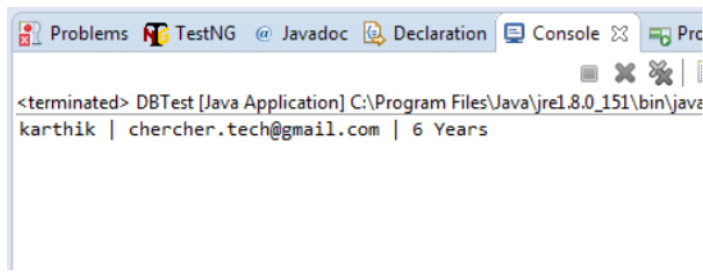 Problems TestNG @ Javadoc Declaration Console Pro
<terminated> DBTest [Java Application] C:\Program Files\Java\jre1.8.0_151\bin\java
karthik | chercher.tech@gmail.com | 6 Years